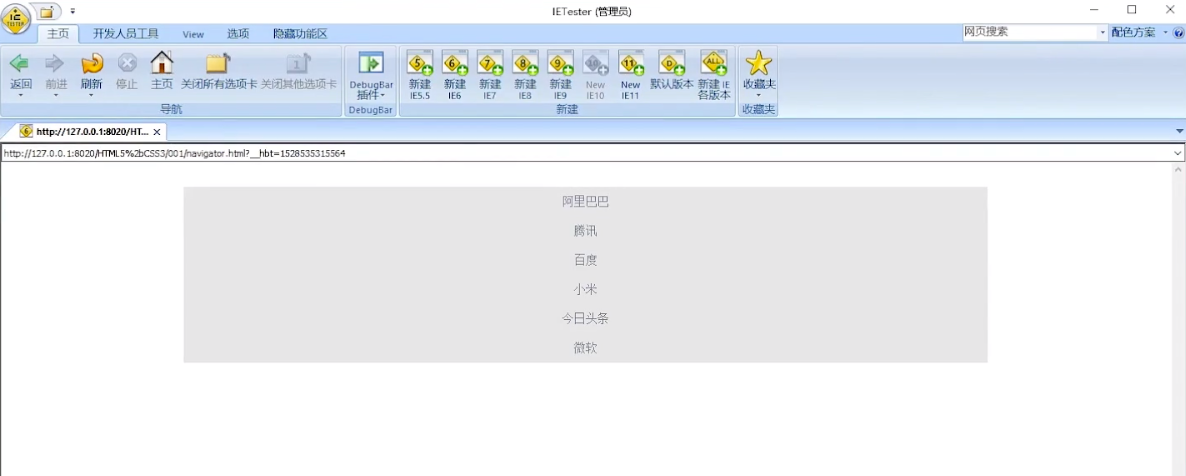 IETester (管理员)
主页 开发人员工具 View 选项 隐藏功能区 网页搜索 配色方案
返回 前进 刷新 停止 主页 关闭所有选项卡 关闭其他选项卡 DebugBar 插件 新建 IE5.5 新建 IE6 新建 IE7 新建 IE8 新建 IE9 New IE10 New IE11 默认版本 新建 IE 各版本 收藏夹
导航 DebugBar 新建 收藏夹
http://127.0.0.1:8020/HT...
http://127.0.0.1:8020/HTML5%2bCSS3/001/navigator.html?__hbt=1528535315564
阿里巴巴
腾讯
百度
小米
今日头条
微软